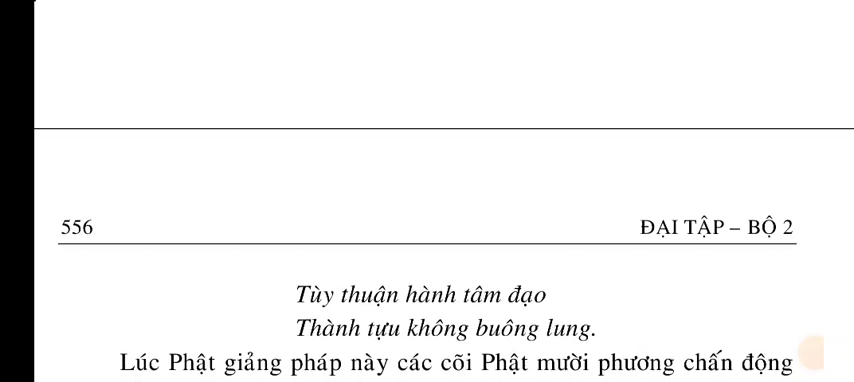 556 ĐẠI TẬP – BỘ 2
Tùy thuận hành tâm đạo
Thành tựu không buông lung.
Lúc Phật giảng pháp này các cõi Phật mười phương chấn động